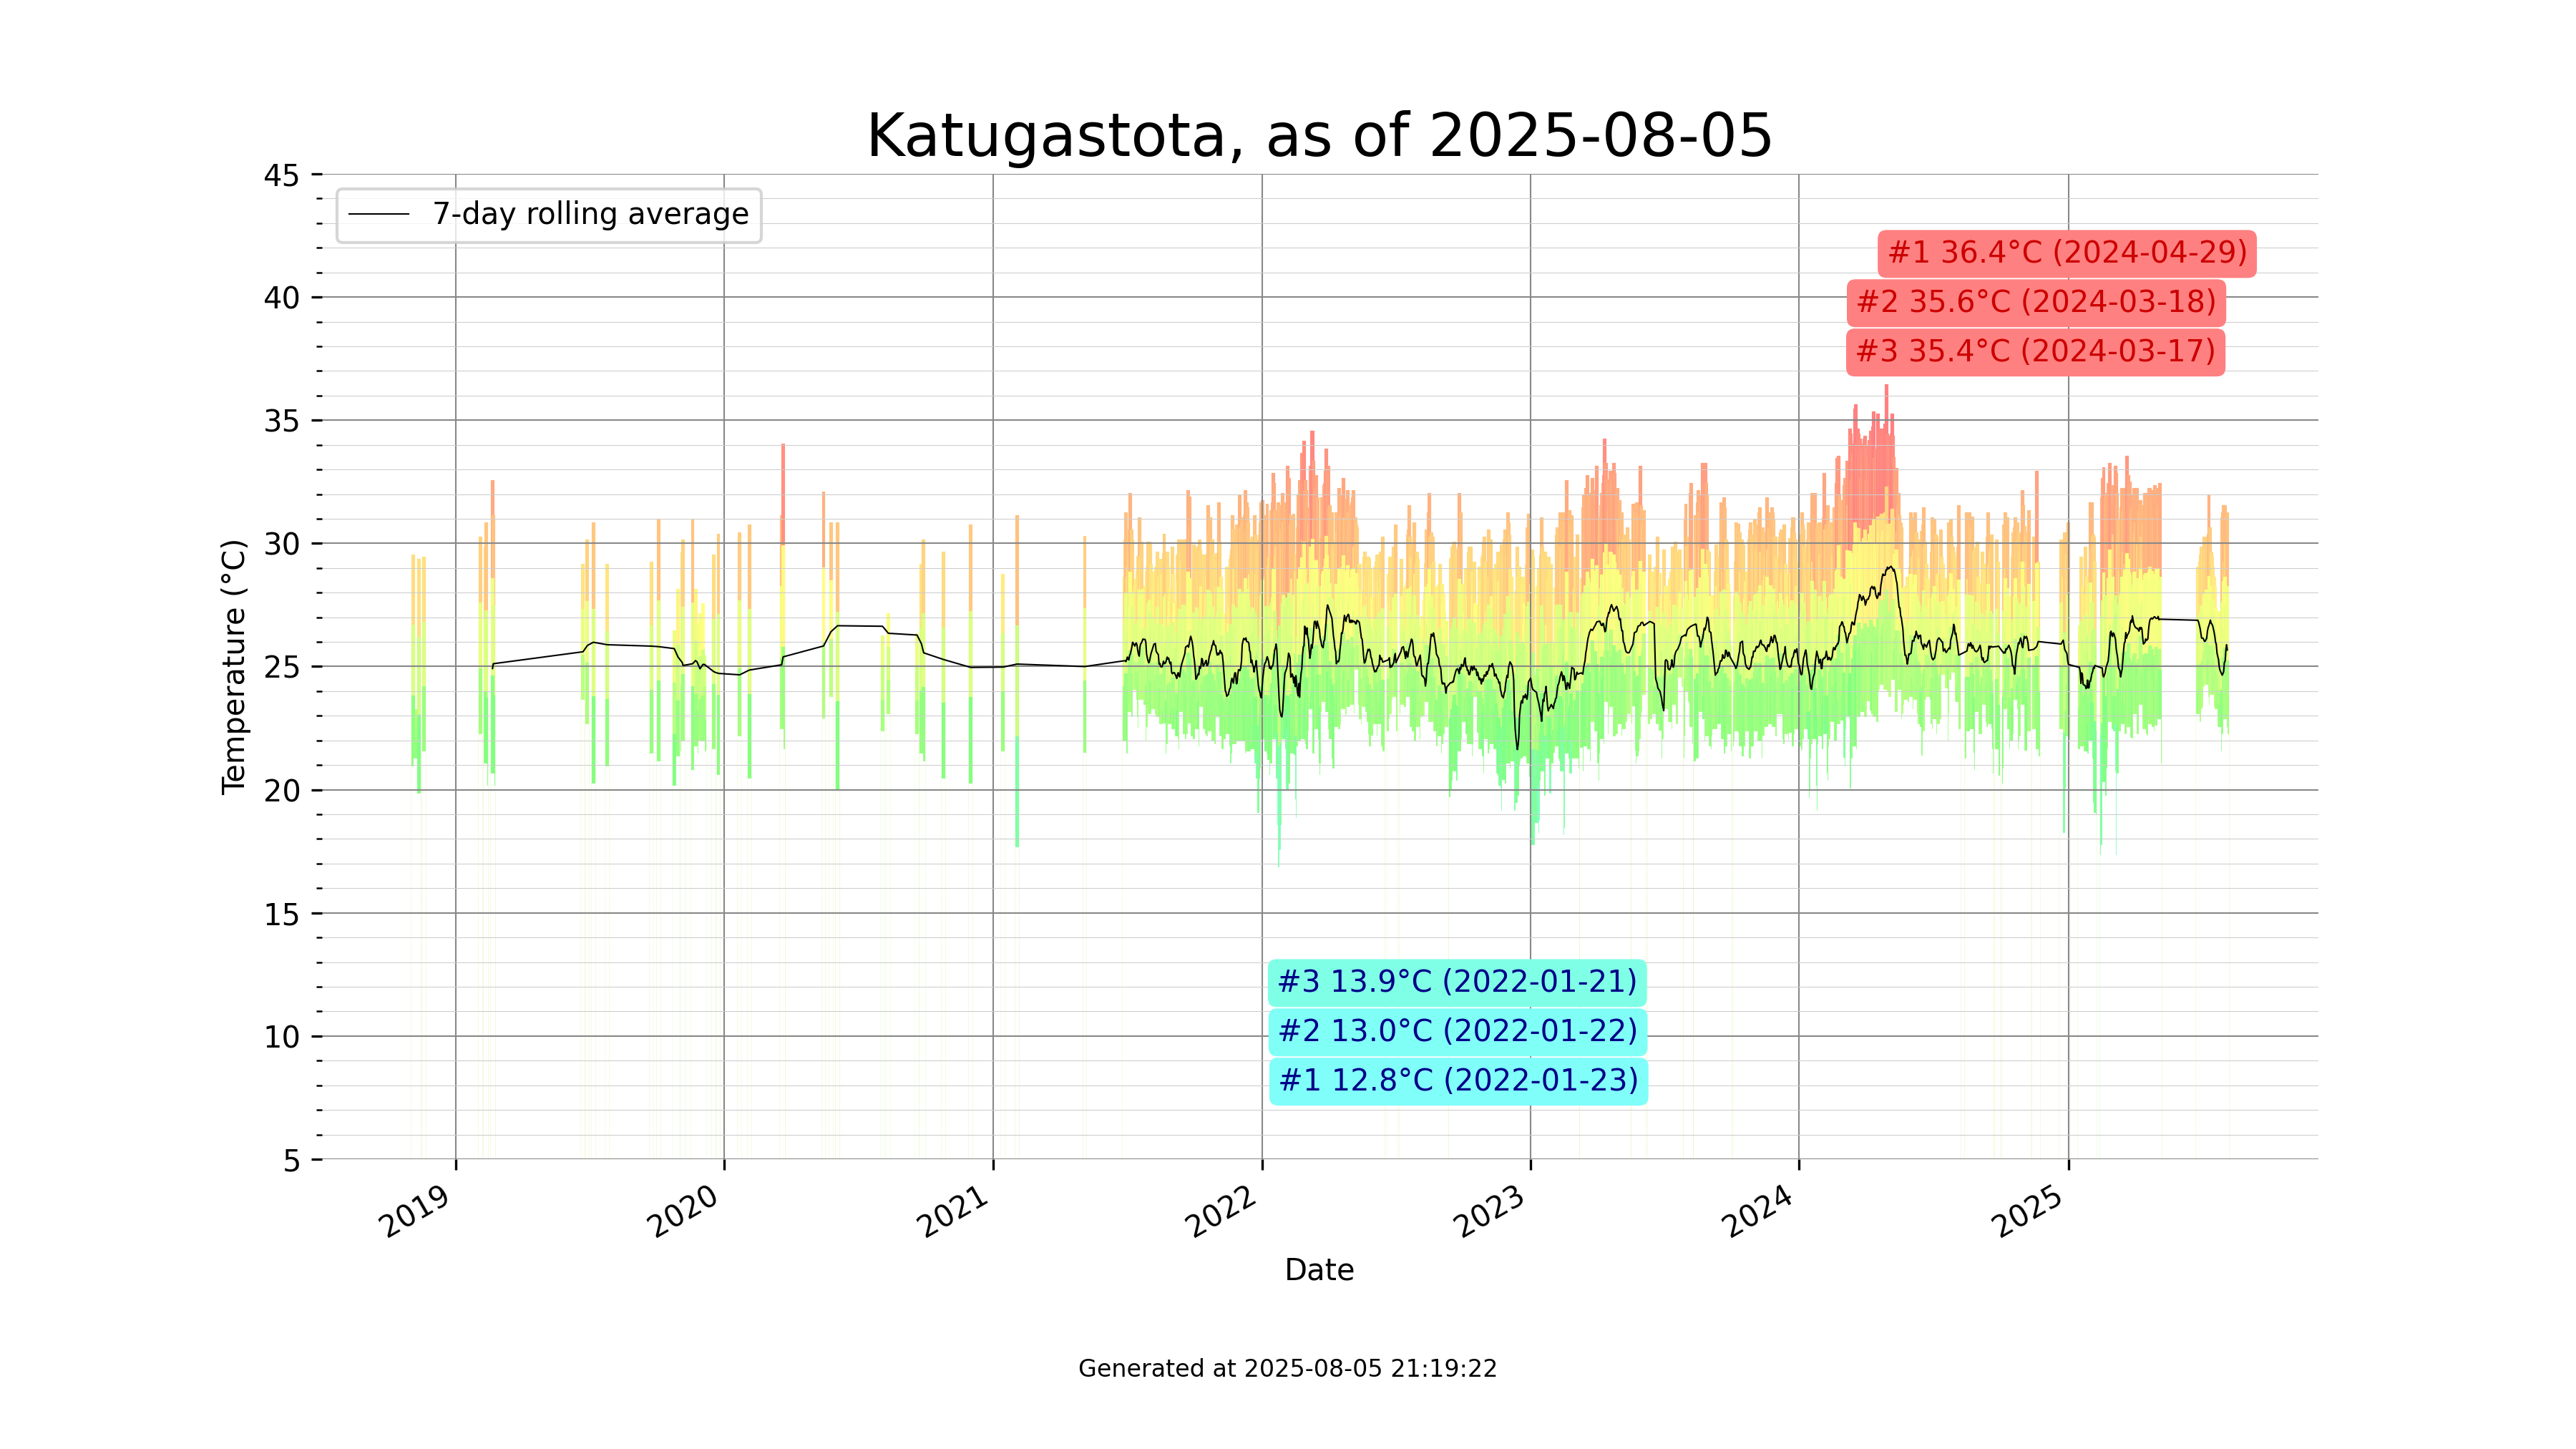 Katugastota, as of 2025-08-05
7-day rolling average
#1 36.4°C (2024-04-29)
#2 35.6°C (2024-03-18)
#3 35.4°C (2024-03-17)
#3 13.9°C (2022-01-21)
#2 13.0°C (2022-01-22)
#1 12.8°C (2022-01-23)
Temperature (°C)
45
40
35
30
25
20
15
10
5
2019
2020
2021
2022
2023
2024
2025
Date
Generated at 2025-08-05 21:19:22